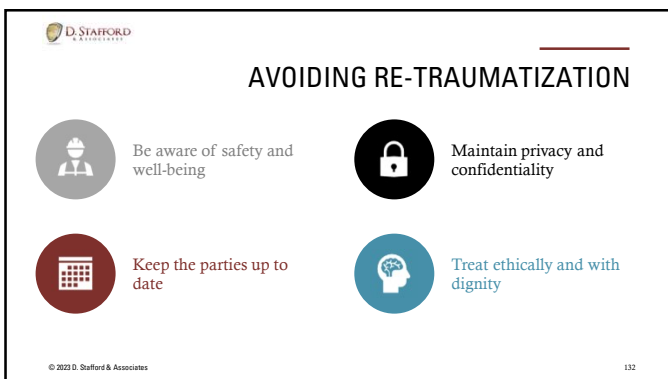 D. STAFFORD
& ASSOCIATES
AVOIDING RE-TRAUMATIZATION
Be aware of safety and
well-being
Maintain privacy and
confidentiality
Keep the parties up to
date
Treat ethically and with
dignity
© 2023 D. Stafford & Associates
132